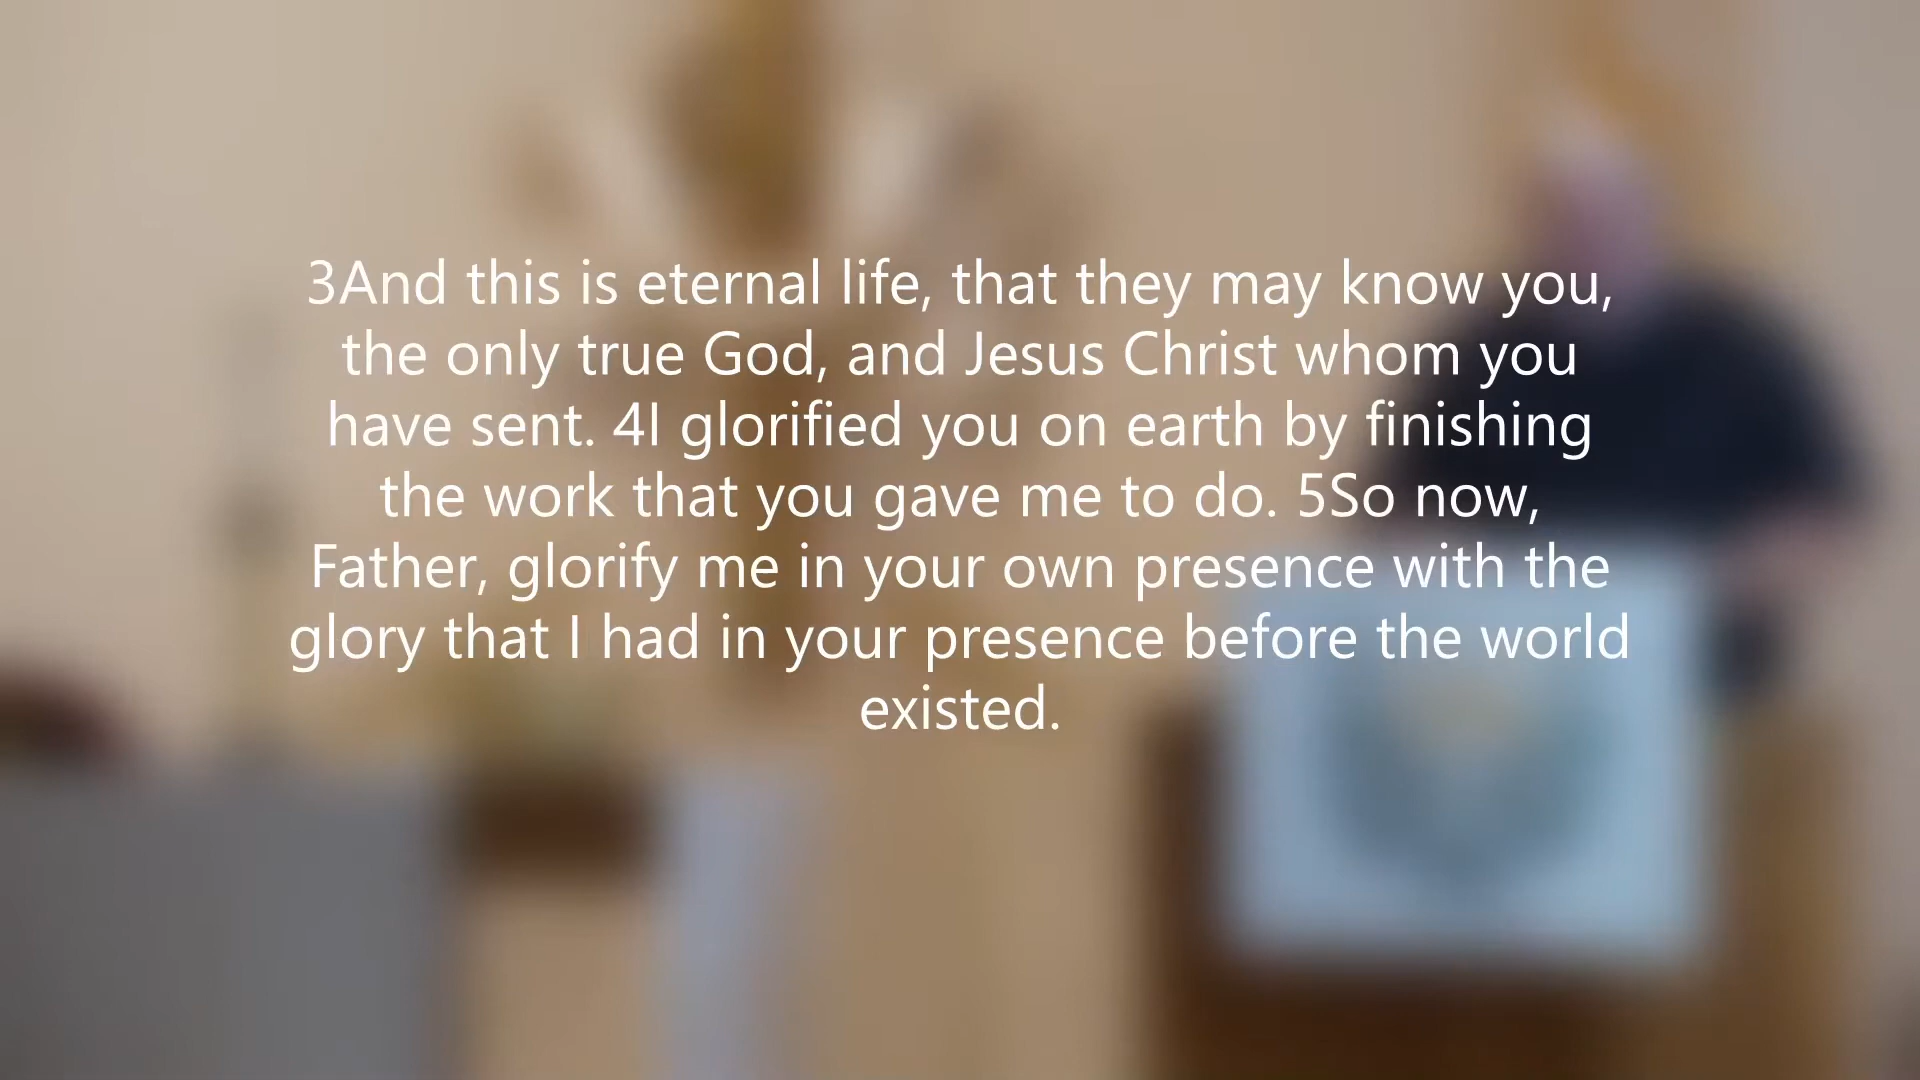 3And this is eternal life, that they may know you,
the only true God, and Jesus Christ whom you
have sent. 4I glorified you on earth by finishing
the work that you gave me to do. 5So now,
Father, glorify me in your own presence with the
glory that I had in your presence before the world
existed.